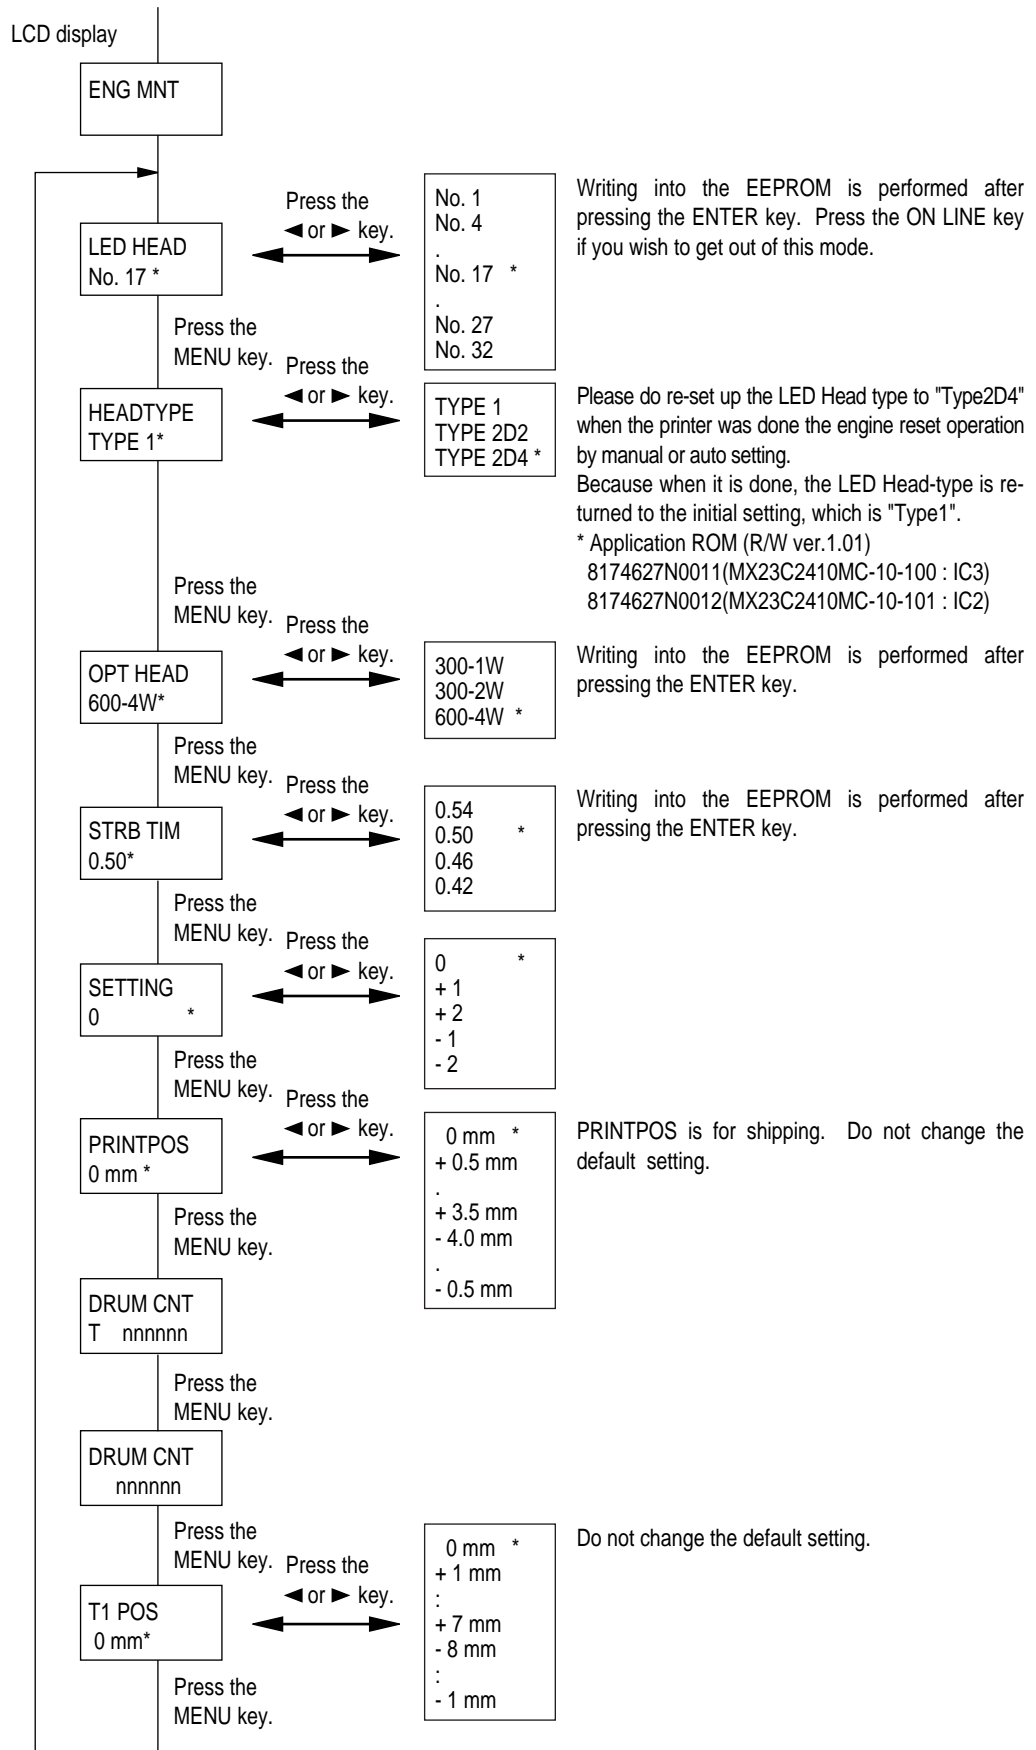 LCD display
ENG MNT
Press the
◄ or ► key.
LED HEAD
No. 17 *
No. 1
No. 4
.
No. 17 *
.
No. 27
No. 32
Writing into the EEPROM is performed after
pressing the ENTER key. Press the ON LINE key
if you wish to get out of this mode.
Press the
MENU key.
Press the
◄ or ► key.
HEADTYPE
TYPE 1*
TYPE 1
TYPE 2D2
TYPE 2D4 *
Please do re-set up the LED Head type to "Type2D4"
when the printer was done the engine reset operation
by manual or auto setting.
Because when it is done, the LED Head-type is re-
turned to the initial setting, which is "Type1".
* Application ROM (R/W ver.1.01)
8174627N0011(MX23C2410MC-10-100 : IC3)
8174627N0012(MX23C2410MC-10-101 : IC2)
Press the
MENU key.
Press the
◄ or ► key.
OPT HEAD
600-4W*
300-1W
300-2W
600-4W *
Writing into the EEPROM is performed after
pressing the ENTER key.
Press the
MENU key.
Press the
◄ or ► key.
STRB TIM
0.50*
0.54
0.50 *
0.46
0.42
Writing into the EEPROM is performed after
pressing the ENTER key.
Press the
MENU key.
Press the
◄ or ► key.
SETTING
0 *
0 *
+ 1
+ 2
- 1
- 2
Press the
MENU key.
Press the
◄ or ► key.
PRINTPOS
0 mm *
0 mm *
+ 0.5 mm
.
+ 3.5 mm
- 4.0 mm
.
- 0.5 mm
PRINTPOS is for shipping. Do not change the
default setting.
Press the
MENU key.
DRUM CNT
T nnnnnn
Press the
MENU key.
DRUM CNT
nnnnnn
Press the
MENU key.
Press the
◄ or ► key.
T1 POS
0 mm*
0 mm *
+ 1 mm
:
+ 7 mm
- 8 mm
:
- 1 mm
Do not change the default setting.
Press the
MENU key.